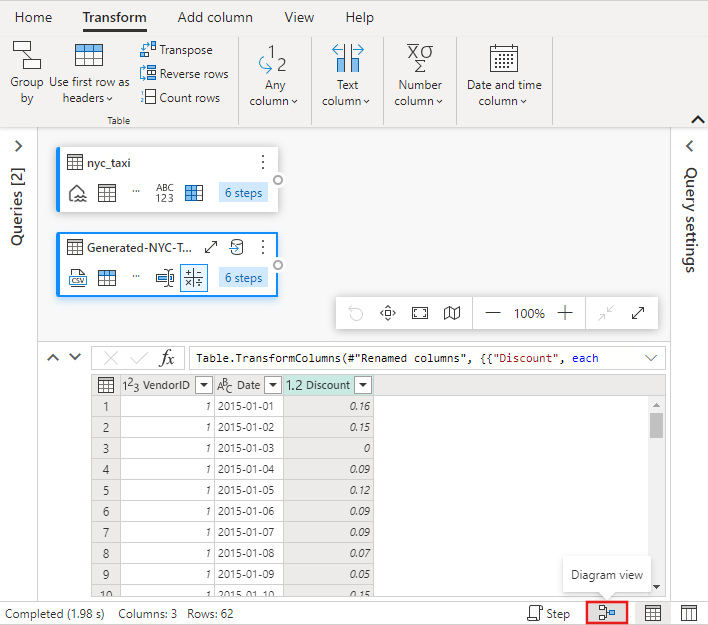 Home Transform Add column View Help
Group by
Use first row as headers
Transpose
Reverse rows
Count rows
Table
Any column
Text column
Number column
Date and time column
Queries [2]
nyc_taxi
ABC 123
6 steps
Generated-NYC-T...
CSV
6 steps
Query settings
100%
fx Table.TransformColumns(#"Renamed columns", {{"Discount", each
1 2 3 VendorID A B C Date 1.2 Discount
1 1 2015-01-01 0.16
2 1 2015-01-02 0.15
3 1 2015-01-03 0
4 1 2015-01-04 0.09
5 1 2015-01-05 0.12
6 1 2015-01-06 0.09
7 1 2015-01-07 0.09
8 1 2015-01-08 0.07
9 1 2015-01-09 0.05
10 1 2015-01-10 0.15
Diagram view
Completed (1.98 s) Columns: 3 Rows: 62 Step